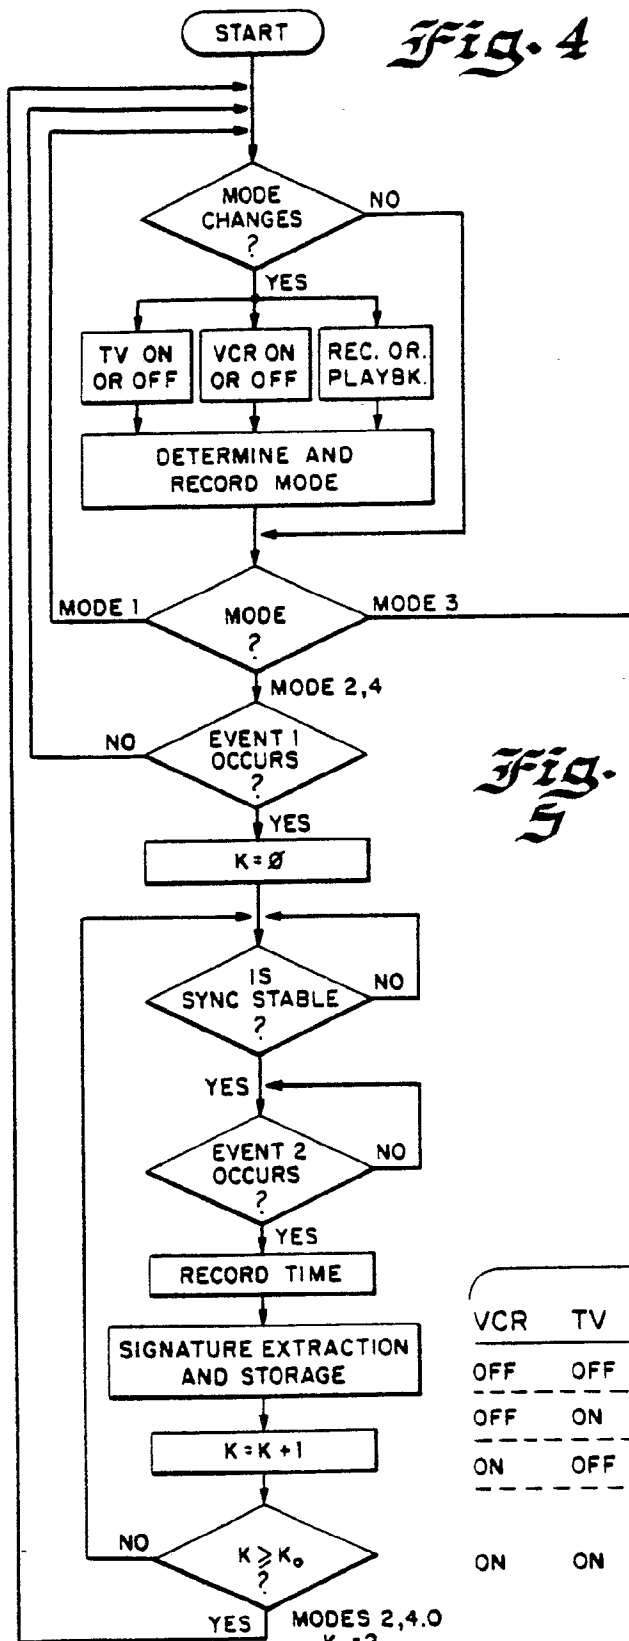 START
Fig. 4
MODE
CHANGES
?
NO
YES
TV ON
OR OFF
VCR ON
OR OFF
REC. OR.
PLAYBK.
DETERMINE AND
RECORD MODE
MODE 1
MODE
?
MODE 3
MODE 2,4
NO
EVENT 1
OCCURS
?
Fig.
5
YES
K=Ø
IS
SYNC STABLE
?
NO
YES
EVENT 2
OCCURS
?
NO
YES
RECORD TIME
SIGNATURE EXTRACTION
AND STORAGE
VCR TV
OFF OFF
OFF ON
ON OFF
ON ON
K=K+1
NO
K ≥ K₀
?
YES
MODES 2,4.0